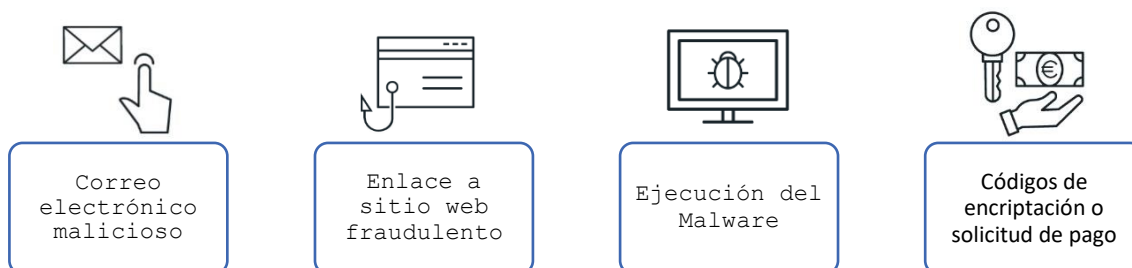 Correo
electrónico
malicioso
Enlace a
sitio web
fraudulento
Ejecución del
Malware
Códigos de
encriptación o
solicitud de pago